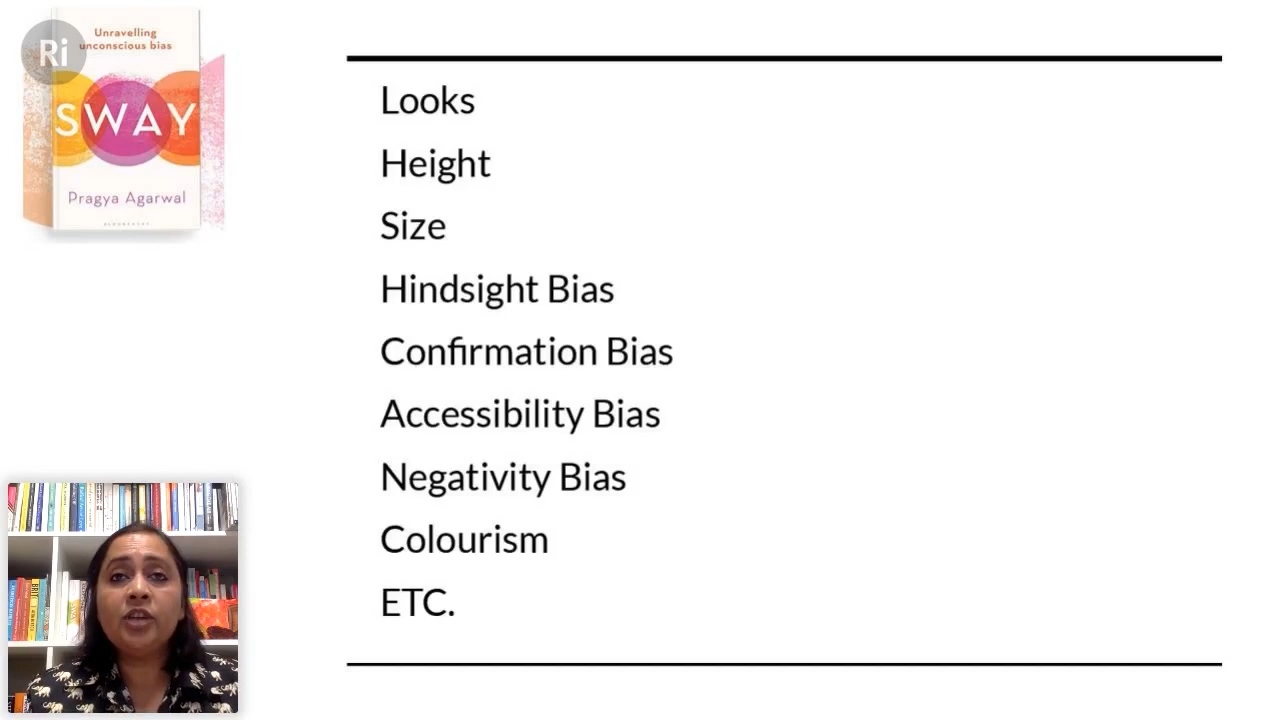 Ri
Unravelling
unconscious bias
SWAY
Pragya Agarwal
BLOOMSBURY
Looks
Height
Size
Hindsight Bias
Confirmation Bias
Accessibility Bias
Negativity Bias
Colourism
ETC.